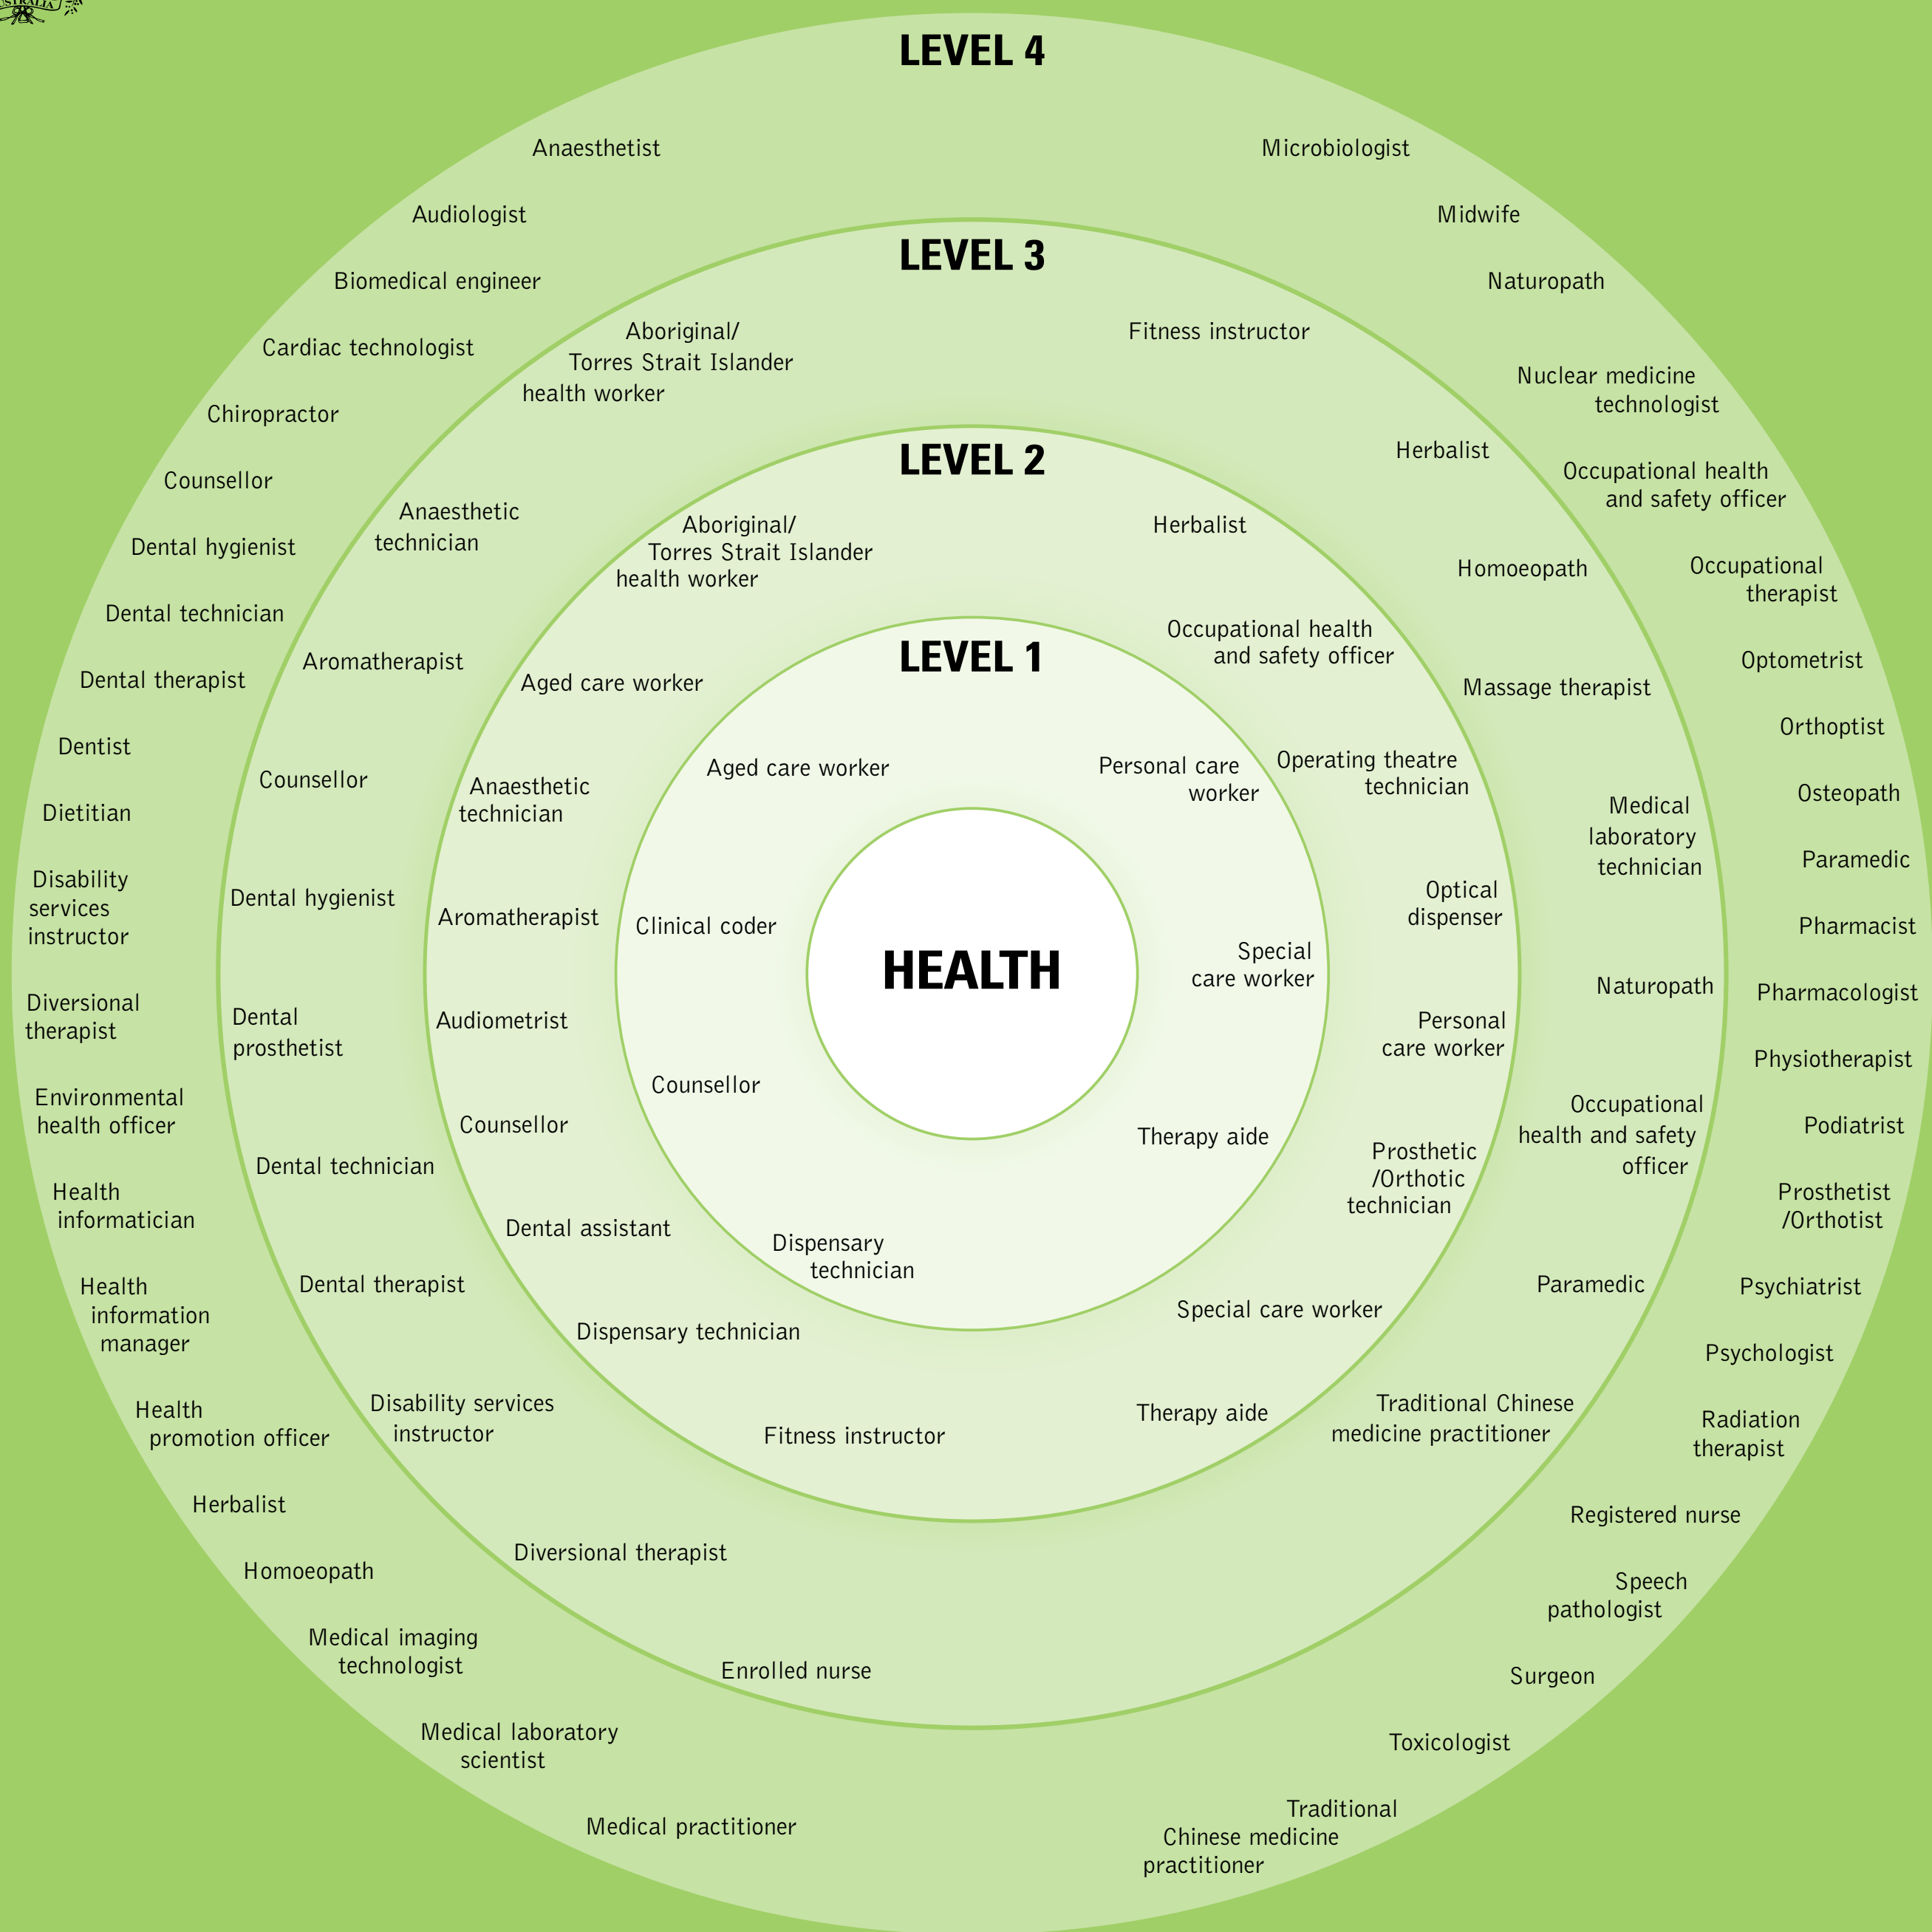 LEVEL 4
Anaesthetist
Audiologist
Biomedical engineer
Cardiac technologist
Chiropractor
Counsellor
Dental hygienist
Dental technician
Dental therapist
Dentist
Dietitian
Disability
services
instructor
Diversional
therapist
Environmental
health officer
Health
informatician
Health
information
manager
Health
promotion officer
Herbalist
Homoeopath
Medical imaging
technologist
Medical laboratory
scientist
Medical practitioner
Microbiologist
Midwife
Naturopath
Nuclear medicine
technologist
Occupational health
and safety officer
Occupational
therapist
Optometrist
Orthoptist
Osteopath
Paramedic
Pharmacist
Pharmacologist
Physiotherapist
Podiatrist
Prosthetist
/Orthotist
Psychiatrist
Psychologist
Radiation
therapist
Registered nurse
Speech
pathologist
Surgeon
Toxicologist
Traditional
Chinese medicine
practitioner
LEVEL 3
Aboriginal/
Torres Strait Islander
health worker
Anaesthetic
technician
Aromatherapist
Counsellor
Dental hygienist
Dental
prosthetist
Dental technician
Dental therapist
Disability services
instructor
Diversional therapist
Enrolled nurse
Fitness instructor
Herbalist
Homoeopath
Massage therapist
Medical
laboratory
technician
Naturopath
Occupational
health and safety
officer
Paramedic
Traditional Chinese
medicine practitioner
LEVEL 2
Aboriginal/
Torres Strait Islander
health worker
Aged care worker
Anaesthetic
technician
Aromatherapist
Audiometrist
Counsellor
Dental assistant
Dispensary technician
Fitness instructor
Herbalist
Occupational health
and safety officer
Operating theatre
technician
Optical
dispenser
Personal
care worker
Prosthetic
/Orthotic
technician
Special care worker
Therapy aide
LEVEL 1
Aged care worker
Clinical coder
Counsellor
Dispensary
technician
Personal care
worker
Special
care worker
Therapy aide
HEALTH